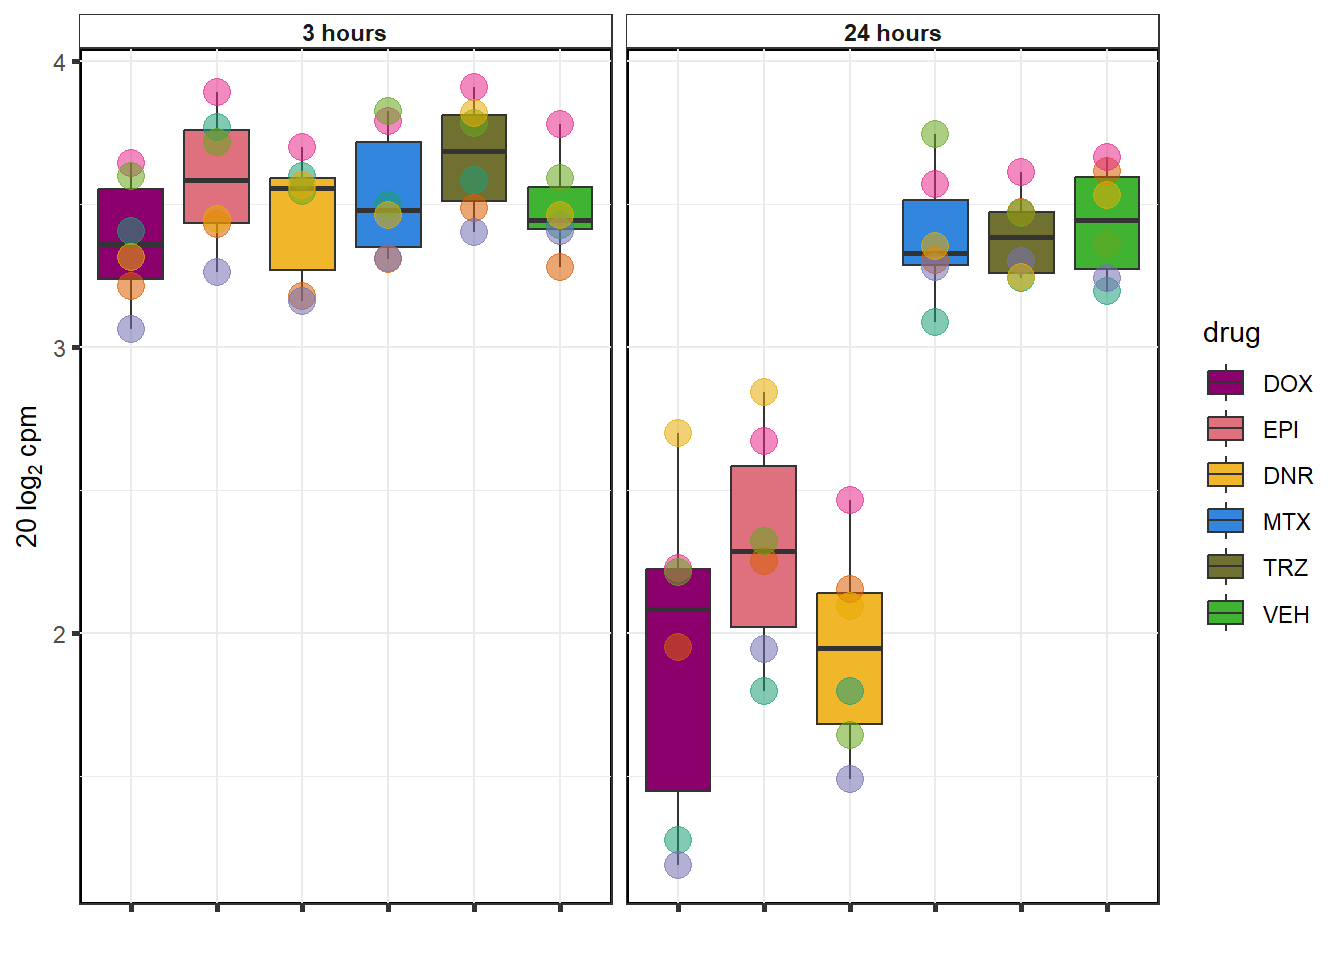 3 hours
24 hours
4
3
2
20 log₂ cpm
drug
DOX
EPI
DNR
MTX
TRZ
VEH